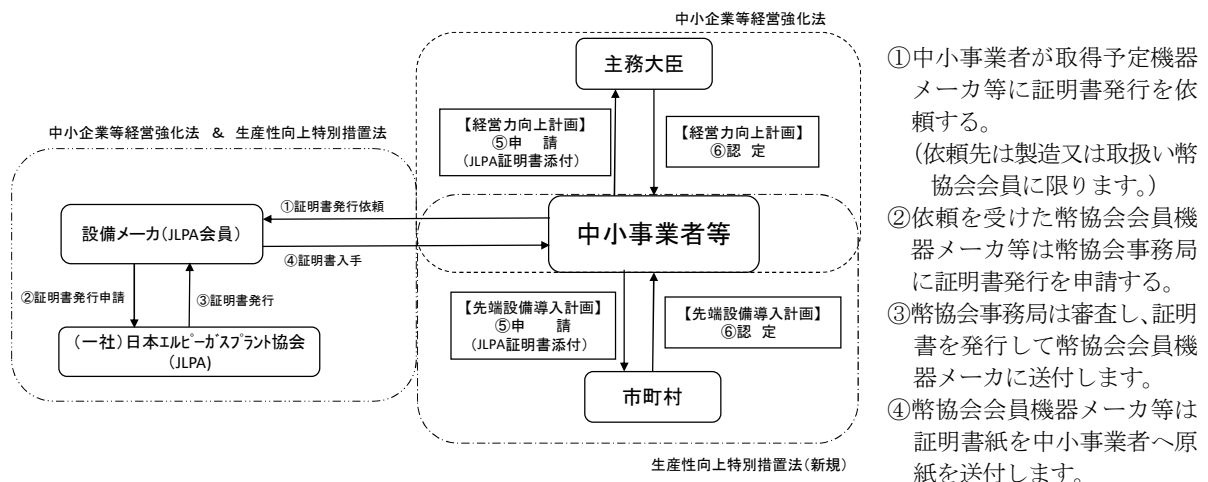 中小企業等経営強化法
主務大臣
【経営力向上計画】
⑤申　　請
(JLPA証明書添付)
【経営力向上計画】
⑥認 定
中小企業等経営強化法　＆　生産性向上特別措置法
設備メーカ(JLPA会員)
①証明書発行依頼
④証明書入手
中小事業者等
②証明書発行申請
③証明書発行
(一社)日本エルピーガスプラント協会
(JLPA)
【先端設備導入計画】
⑤申　　請
(JLPA証明書添付)
【先端設備導入計画】
⑥認 定
市町村
生産性向上特別措置法(新規)
①中小事業者が取得予定機器
メーカ等に証明書発行を依
頼する。
(依頼先は製造又は取扱い幣
協会会員に限ります。)
②依頼を受けた幣協会会員機
器メーカ等は幣協会事務局
に証明書発行を申請する。
③幣協会事務局は審査し、証明
書を発行して幣協会会員機
器メーカに送付します。
④幣協会会員機器メーカ等は
証明書紙を中小事業者へ原
紙を送付します。